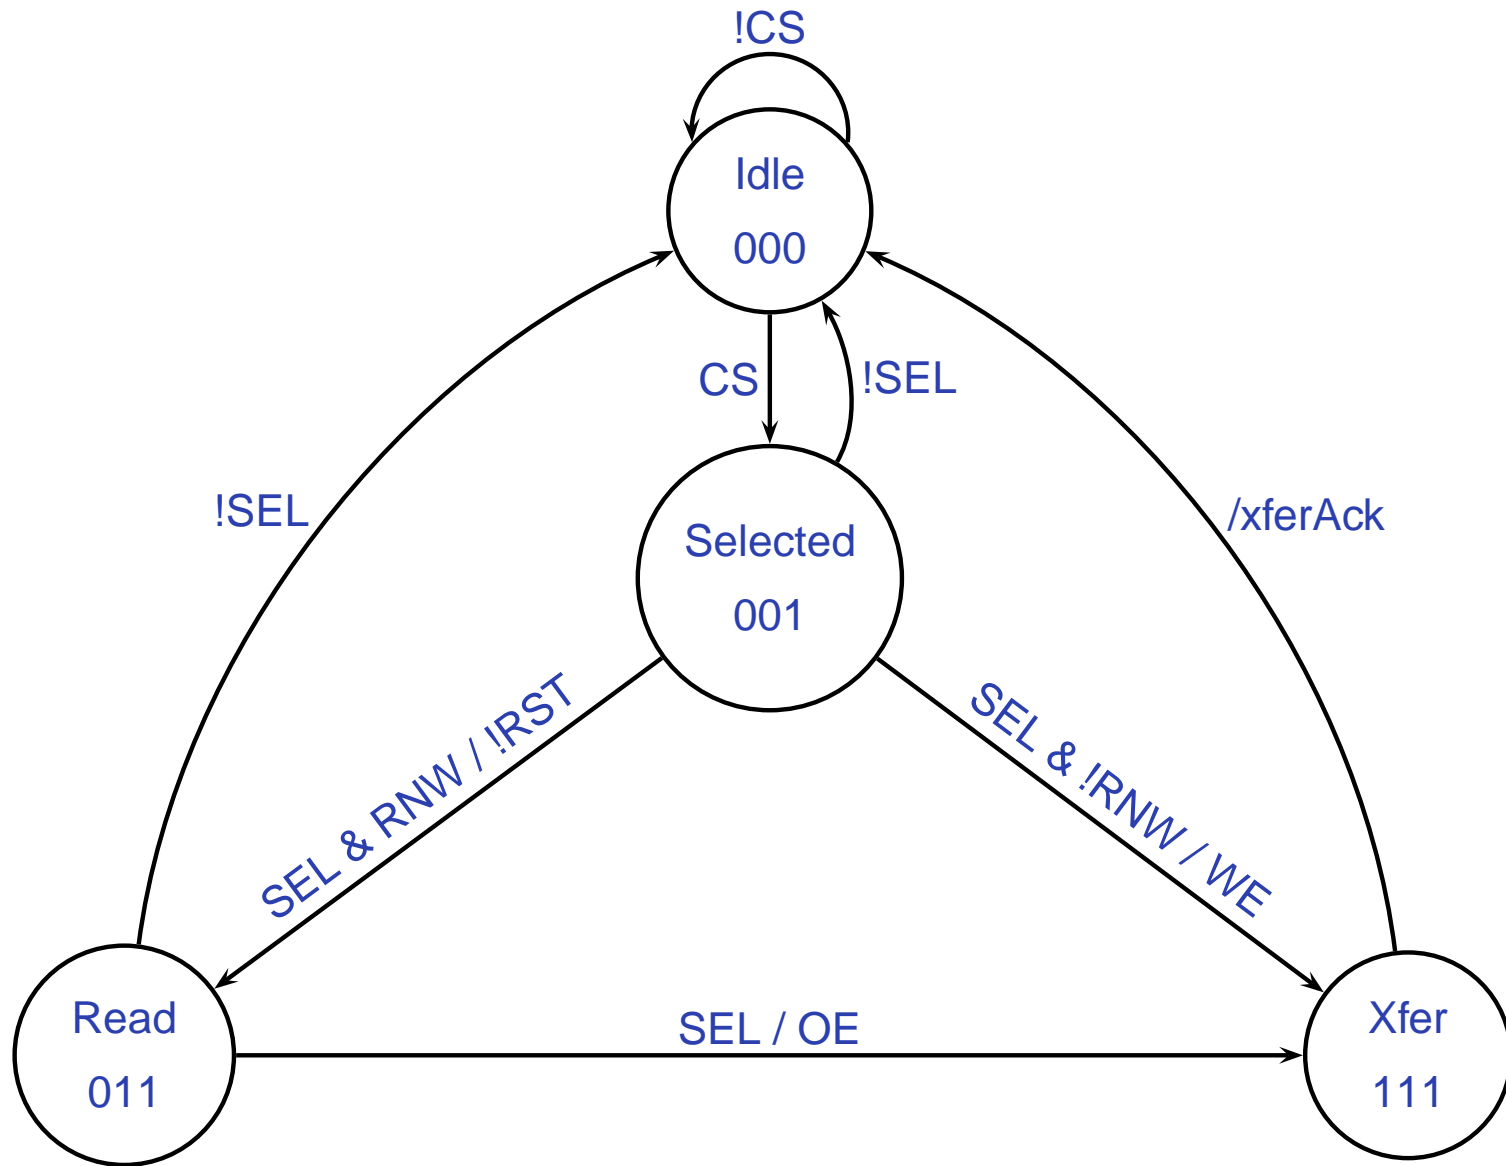 !CS
Idle
000
CS
!SEL
!SEL
/xferAck
Selected
001
SEL & RNW / !RST
SEL & !RNW / WE
Read
011
SEL / OE
Xfer
111